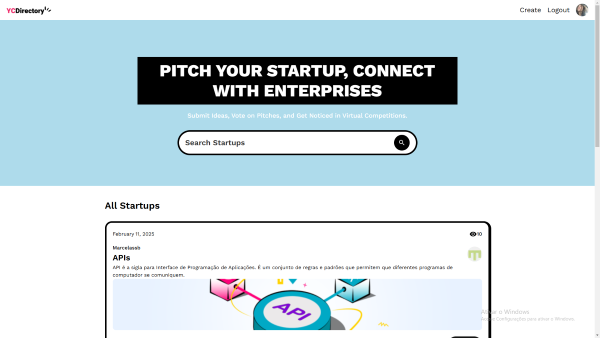 YCDirectory
Create Logout
PITCH YOUR STARTUP, CONNECT
WITH ENTERPRISES
Submit Ideas, Vote on Pitches, and Get Noticed in Virtual Competitions.
Search Startups
All Startups
February 11, 2025
10
Marcelassb
APIs
API é a sigla para Interface de Programação de Aplicações. É um conjunto de regras e padrões que permitem que diferentes programas de
computador se comuniquem.
API
Ativar o Windows
Acesse Configurações para ativar o Windows.